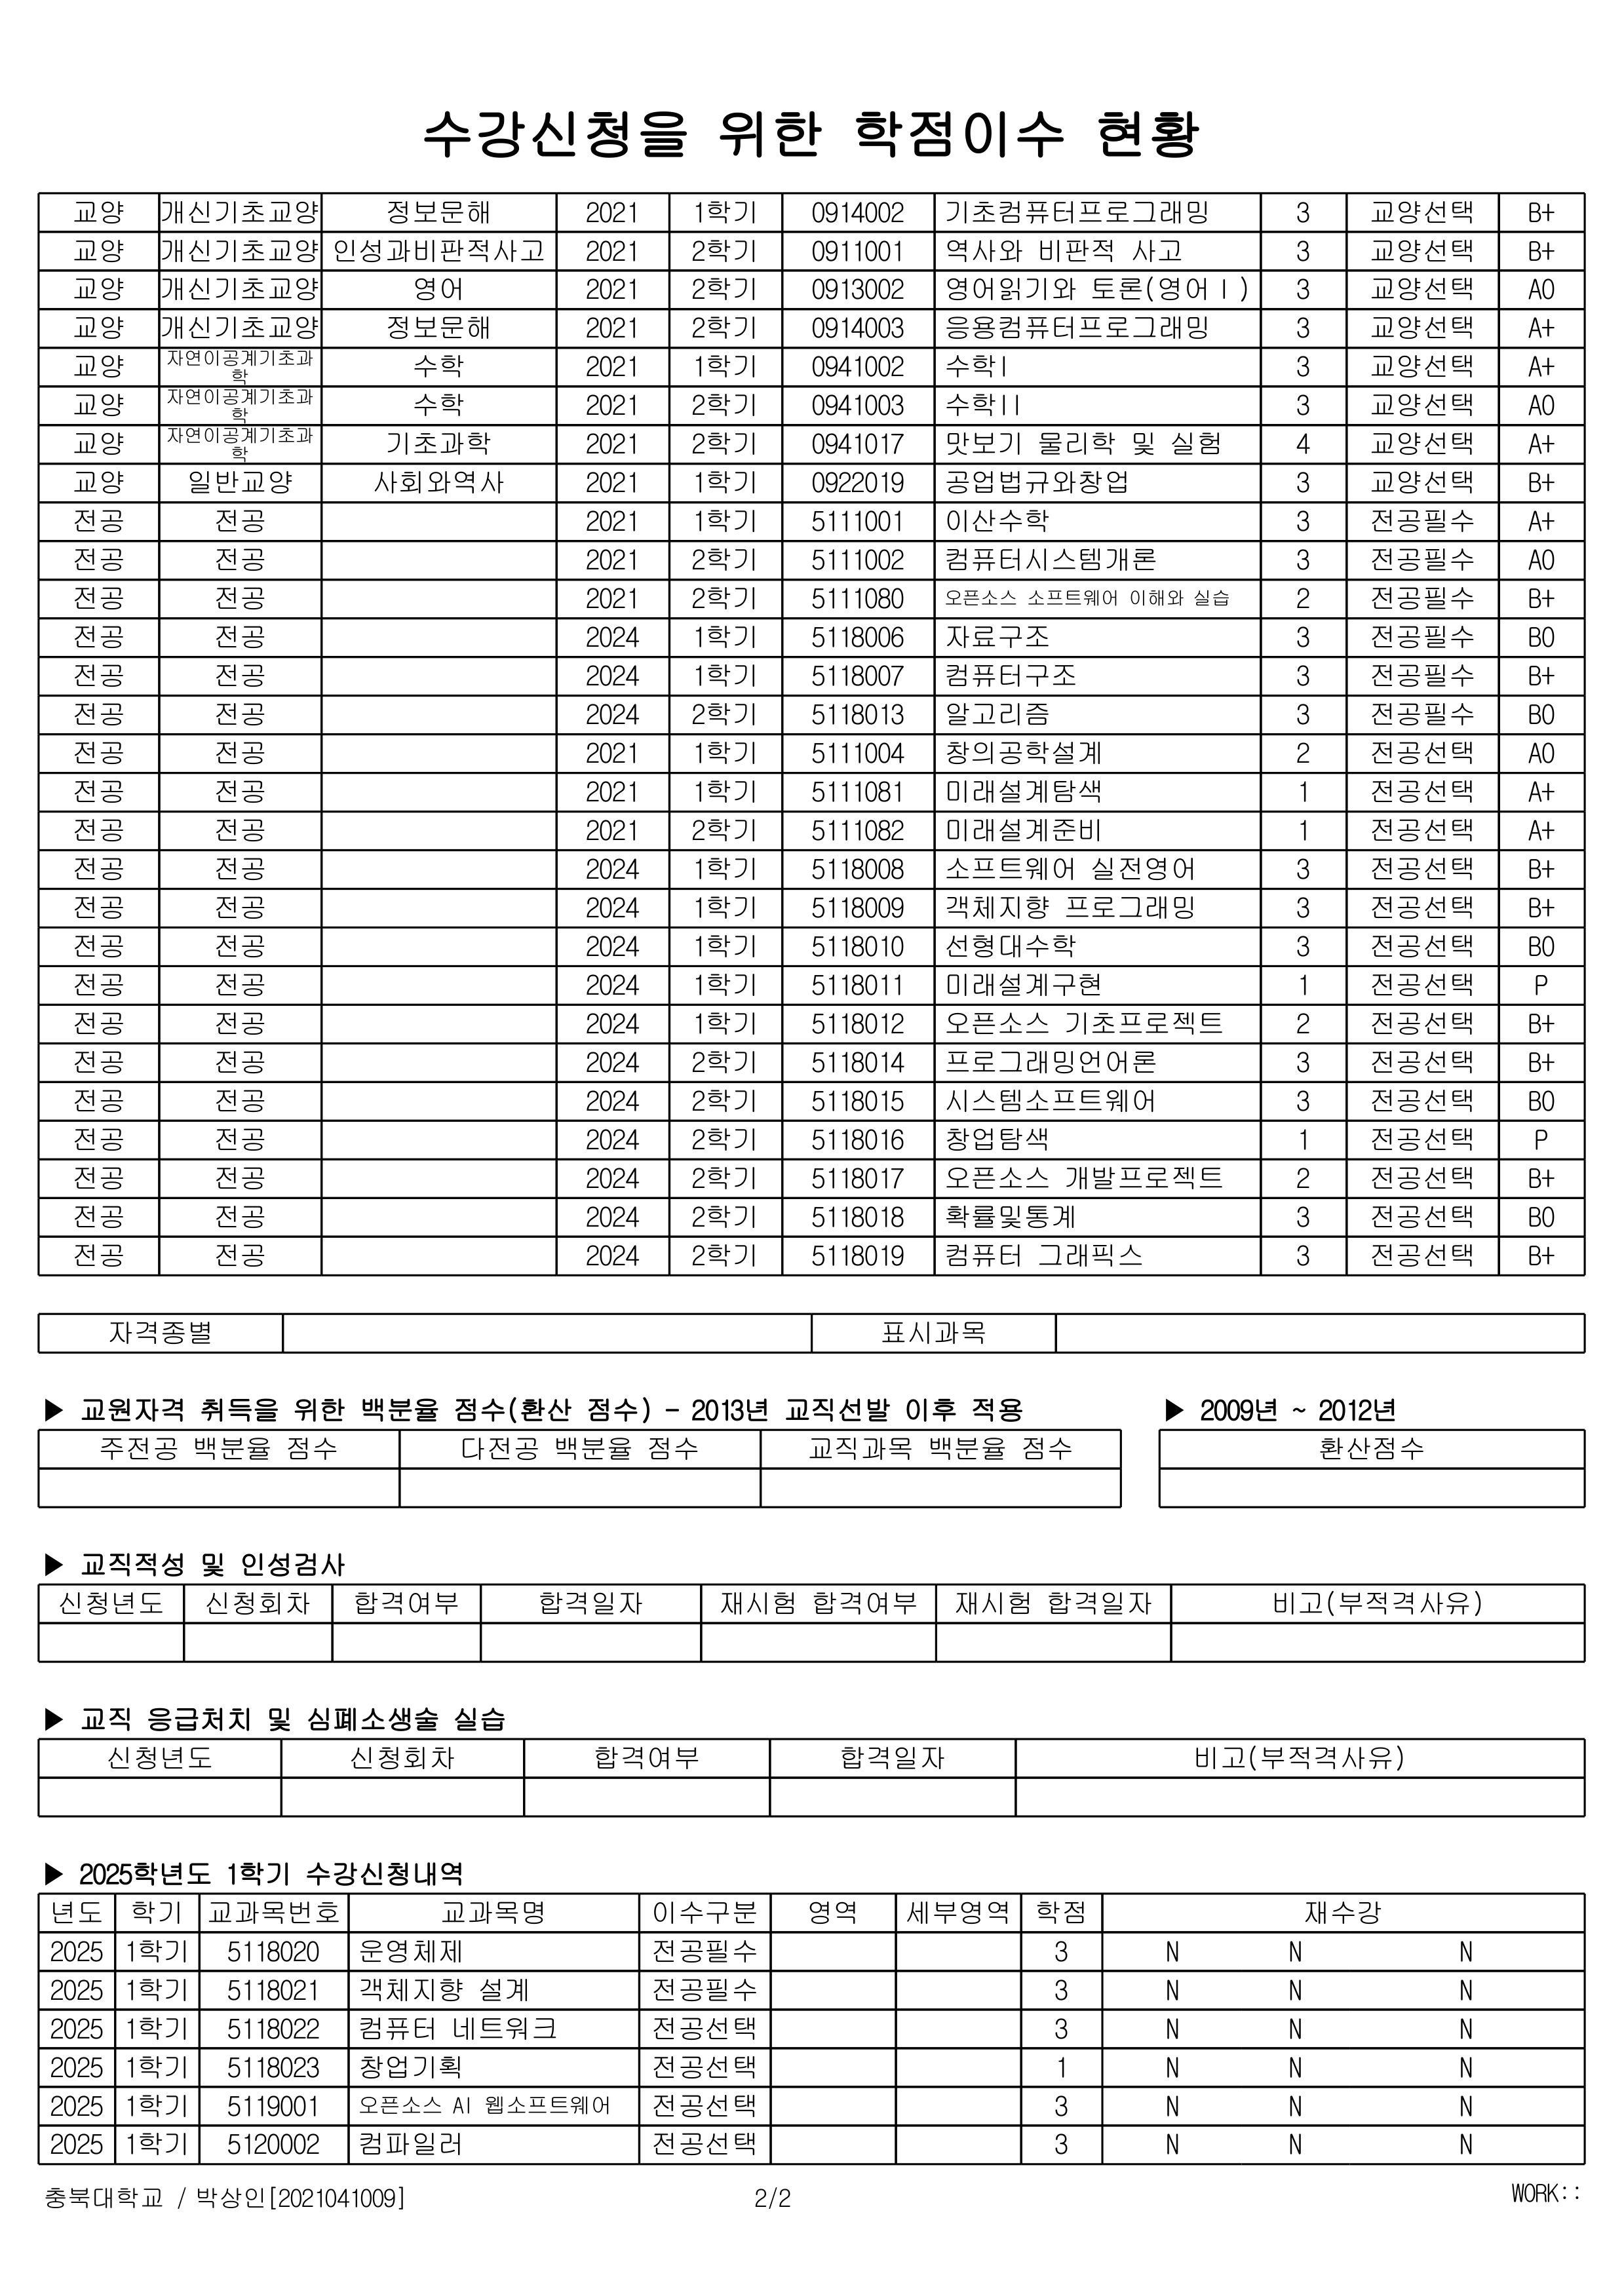 수강신청을 위한 학점이수 현황
교양 개신기초교양 정보문해 2021 1학기 0914002 기초컴퓨터프로그래밍 3 교양선택 B+
교양 개신기초교양 인성과비판적사고 2021 2학기 0911001 역사와 비판적 사고 3 교양선택 B+
교양 개신기초교양 영어 2021 2학기 0913002 영어읽기와 토론(영어Ⅰ) 3 교양선택 A0
교양 개신기초교양 정보문해 2021 2학기 0914003 응용컴퓨터프로그래밍 3 교양선택 A+
교양 자연이공계기초과학 수학 2021 1학기 0941002 수학I 3 교양선택 A+
교양 자연이공계기초과학 수학 2021 2학기 0941003 수학II 3 교양선택 A0
교양 자연이공계기초과학 기초과학 2021 2학기 0941017 맛보기 물리학 및 실험 4 교양선택 A+
교양 일반교양 사회와역사 2021 1학기 0922019 공업법규와창업 3 교양선택 B+
전공 전공 2021 1학기 5111001 이산수학 3 전공필수 A+
전공 전공 2021 2학기 5111002 컴퓨터시스템개론 3 전공필수 A0
전공 전공 2021 2학기 5111080 오픈소스 소프트웨어 이해와 실습 2 전공필수 B+
전공 전공 2024 1학기 5118006 자료구조 3 전공필수 B0
전공 전공 2024 1학기 5118007 컴퓨터구조 3 전공필수 B+
전공 전공 2024 2학기 5118013 알고리즘 3 전공필수 B0
전공 전공 2021 1학기 5111004 창의공학설계 2 전공선택 A0
전공 전공 2021 1학기 5111081 미래설계탐색 1 전공선택 A+
전공 전공 2021 2학기 5111082 미래설계준비 1 전공선택 A+
전공 전공 2024 1학기 5118008 소프트웨어 실전영어 3 전공선택 B+
전공 전공 2024 1학기 5118009 객체지향 프로그래밍 3 전공선택 B+
전공 전공 2024 1학기 5118010 선형대수학 3 전공선택 B0
전공 전공 2024 1학기 5118011 미래설계구현 1 전공선택 P
전공 전공 2024 1학기 5118012 오픈소스 기초프로젝트 2 전공선택 B+
전공 전공 2024 2학기 5118014 프로그래밍언어론 3 전공선택 B+
전공 전공 2024 2학기 5118015 시스템소프트웨어 3 전공선택 B0
전공 전공 2024 2학기 5118016 창업탐색 1 전공선택 P
전공 전공 2024 2학기 5118017 오픈소스 개발프로젝트 2 전공선택 B+
전공 전공 2024 2학기 5118018 확률및통계 3 전공선택 B0
전공 전공 2024 2학기 5118019 컴퓨터 그래픽스 3 전공선택 B+
자격종별 표시과목
▶ 교원자격 취득을 위한 백분율 점수(환산 점수) - 2013년 교직선발 이후 적용 ▶ 2009년 ~ 2012년
주전공 백분율 점수 다전공 백분율 점수 교직과목 백분율 점수 환산점수
▶ 교직적성 및 인성검사
신청년도 신청회차 합격여부 합격일자 재시험 합격여부 재시험 합격일자 비고(부적격사유)
▶ 교직 응급처치 및 심폐소생술 실습
신청년도 신청회차 합격여부 합격일자 비고(부적격사유)
▶ 2025학년도 1학기 수강신청내역
년도 학기 교과목번호 교과목명 이수구분 영역 세부영역 학점 재수강
2025 1학기 5118020 운영체제 전공필수 3 N N N
2025 1학기 5118021 객체지향 설계 전공필수 3 N N N
2025 1학기 5118022 컴퓨터 네트워크 전공선택 3 N N N
2025 1학기 5118023 창업기획 전공선택 1 N N N
2025 1학기 5119001 오픈소스 AI 웹소프트웨어 전공선택 3 N N N
2025 1학기 5120002 컴파일러 전공선택 3 N N N
충북대학교 / 박상인[2021041009] 2/2 WORK::